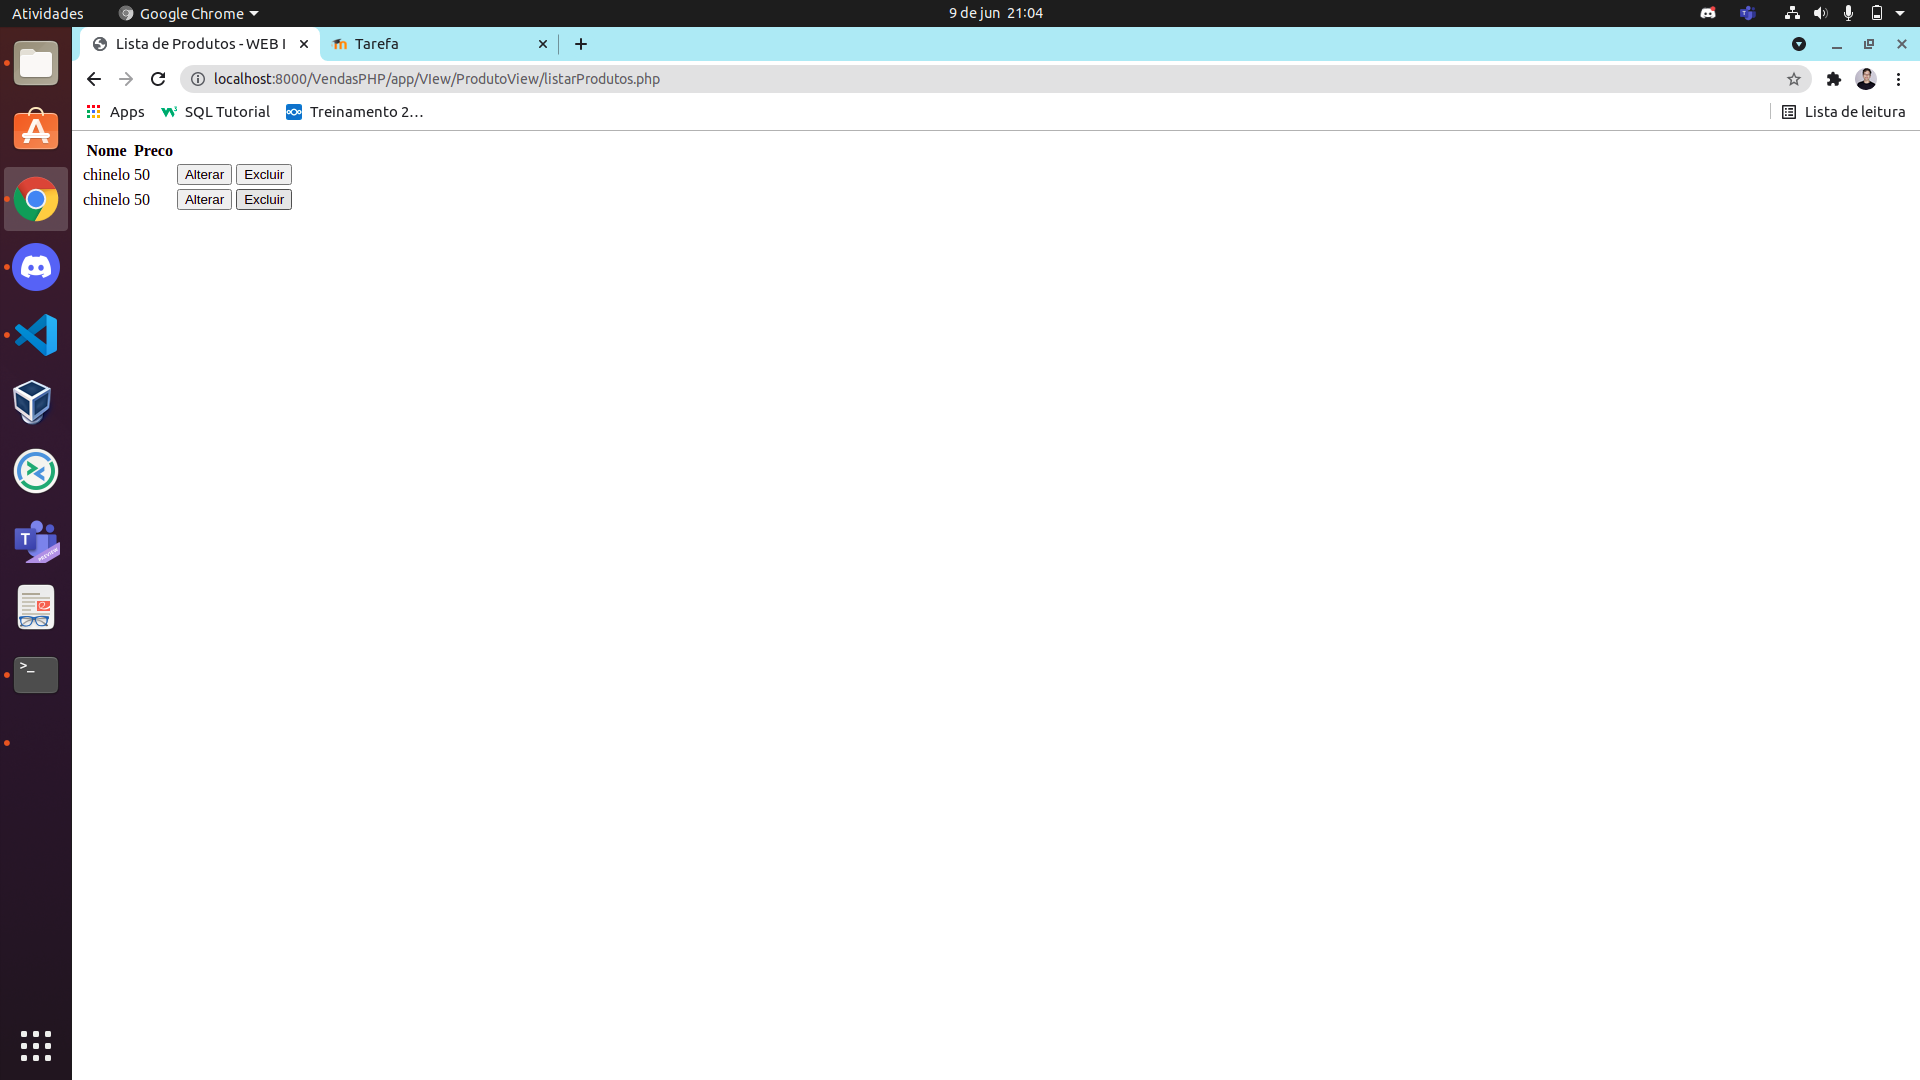 Atividades Google Chrome 9 de jun 21:04
Lista de Produtos - WEB I Tarefa
localhost:8000/VendasPHP/app/VIew/ProdutoView/listarProdutos.php
Apps SQL Tutorial Treinamento 2… Lista de leitura
Nome Preco
chinelo 50 Alterar Excluir
chinelo 50 Alterar Excluir